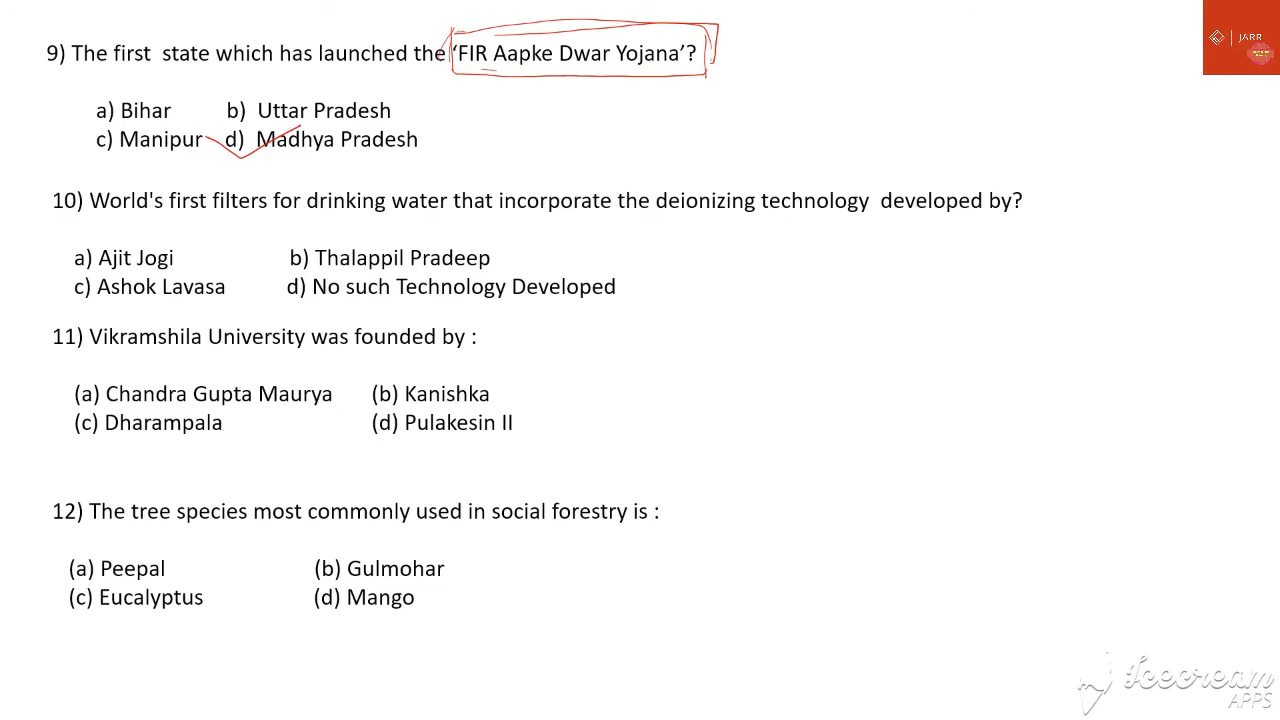 JARR
9) The first  state which has launched the ‘FIR Aapke Dwar Yojana’?
a) Bihar b)  Uttar Pradesh
c) Manipur d)  Madhya Pradesh
10) World's first filters for drinking water that incorporate the deionizing technology  developed by?
a) Ajit Jogi b) Thalappil Pradeep
c) Ashok Lavasa d) No such Technology Developed
11) Vikramshila University was founded by :
(a) Chandra Gupta Maurya (b) Kanishka
(c) Dharampala (d) Pulakesin II
12) The tree species most commonly used in social forestry is :
(a) Peepal (b) Gulmohar
(c) Eucalyptus (d) Mango
Icecream
APPS